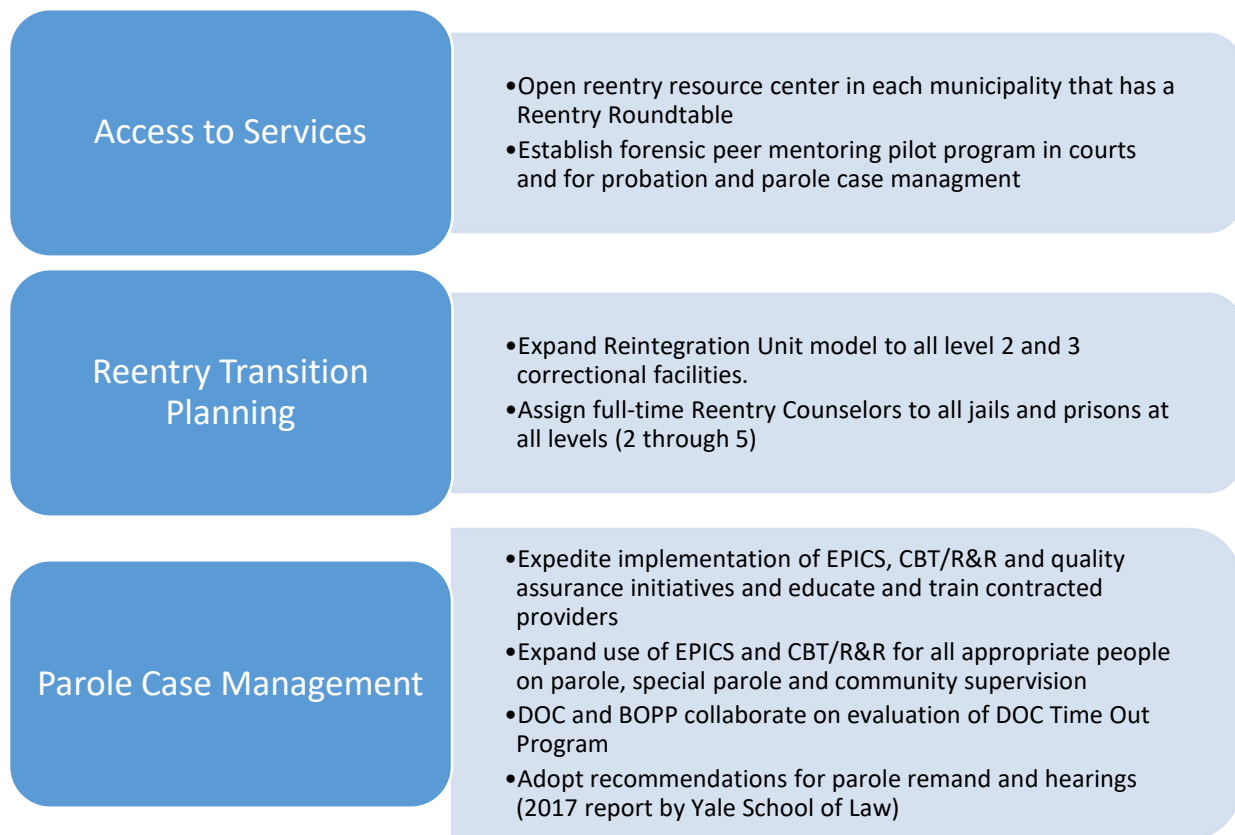 Access to Services
•Open reentry resource center in each municipality that has a
Reentry Roundtable
•Establish forensic peer mentoring pilot program in courts
and for probation and parole case managment
Reentry Transition
Planning
•Expand Reintegration Unit model to all level 2 and 3
correctional facilities.
•Assign full-time Reentry Counselors to all jails and prisons at
all levels (2 through 5)
Parole Case Management
•Expedite implementation of EPICS, CBT/R&R and quality
assurance initiatives and educate and train contracted
providers
•Expand use of EPICS and CBT/R&R for all appropriate people
on parole, special parole and community supervision
•DOC and BOPP collaborate on evaluation of DOC Time Out
Program
•Adopt recommendations for parole remand and hearings
(2017 report by Yale School of Law)